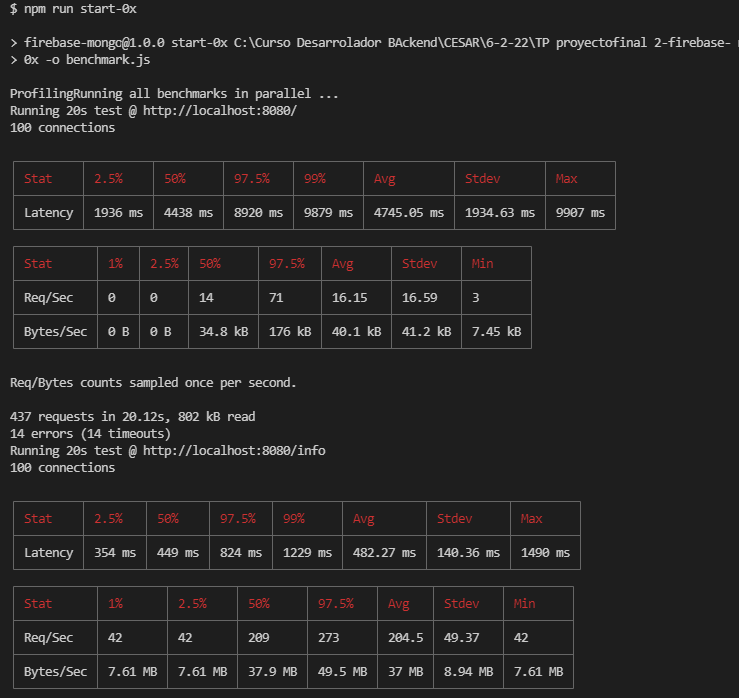 $ npm run start-0x
> firebase-mongo@1.0.0 start-0x C:\Curso Desarrolador BAckend\CESAR\6-2-22\TP proyectofinal 2-firebase-
> 0x -o benchmark.js
ProfilingRunning all benchmarks in parallel ...
Running 20s test @ http://localhost:8080/
100 connections
Stat 2.5% 50% 97.5% 99% Avg Stdev Max
Latency 1936 ms 4438 ms 8920 ms 9879 ms 4745.05 ms 1934.63 ms 9907 ms
Stat 1% 2.5% 50% 97.5% Avg Stdev Min
Req/Sec 0 0 14 71 16.15 16.59 3
Bytes/Sec 0 B 0 B 34.8 kB 176 kB 40.1 kB 41.2 kB 7.45 kB
Req/Bytes counts sampled once per second.
437 requests in 20.12s, 802 kB read
14 errors (14 timeouts)
Running 20s test @ http://localhost:8080/info
100 connections
Stat 2.5% 50% 97.5% 99% Avg Stdev Max
Latency 354 ms 449 ms 824 ms 1229 ms 482.27 ms 140.36 ms 1490 ms
Stat 1% 2.5% 50% 97.5% Avg Stdev Min
Req/Sec 42 42 209 273 204.5 49.37 42
Bytes/Sec 7.61 MB 7.61 MB 37.9 MB 49.5 MB 37 MB 8.94 MB 7.61 MB